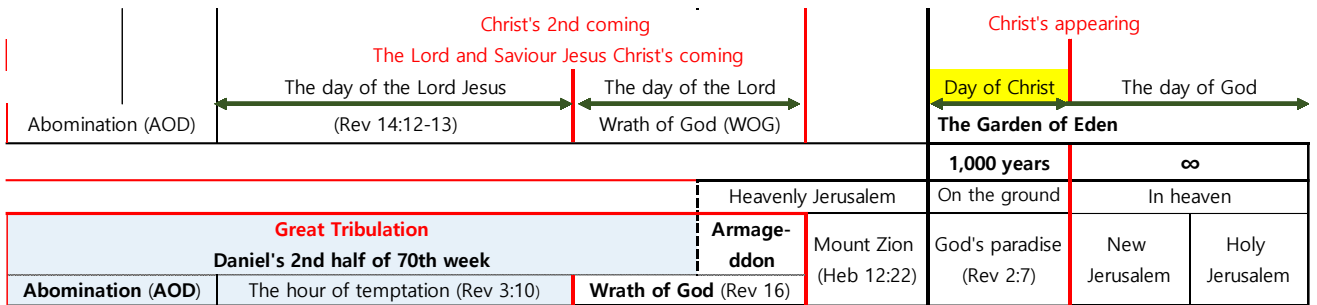 Christ's 2nd coming Christ's appearing
The Lord and Saviour Jesus Christ's coming
The day of the Lord Jesus The day of the Lord Day of Christ The day of God
Abomination (AOD) (Rev 14:12-13) Wrath of God (WOG) The Garden of Eden
1,000 years ∞
Heavenly Jerusalem On the ground In heaven
Great Tribulation Armage-
Daniel's 2nd half of 70th week ddon
Mount Zion God's paradise New Holy
(Heb 12:22) (Rev 2:7) Jerusalem Jerusalem
Abomination (AOD) The hour of temptation (Rev 3:10) Wrath of God (Rev 16)